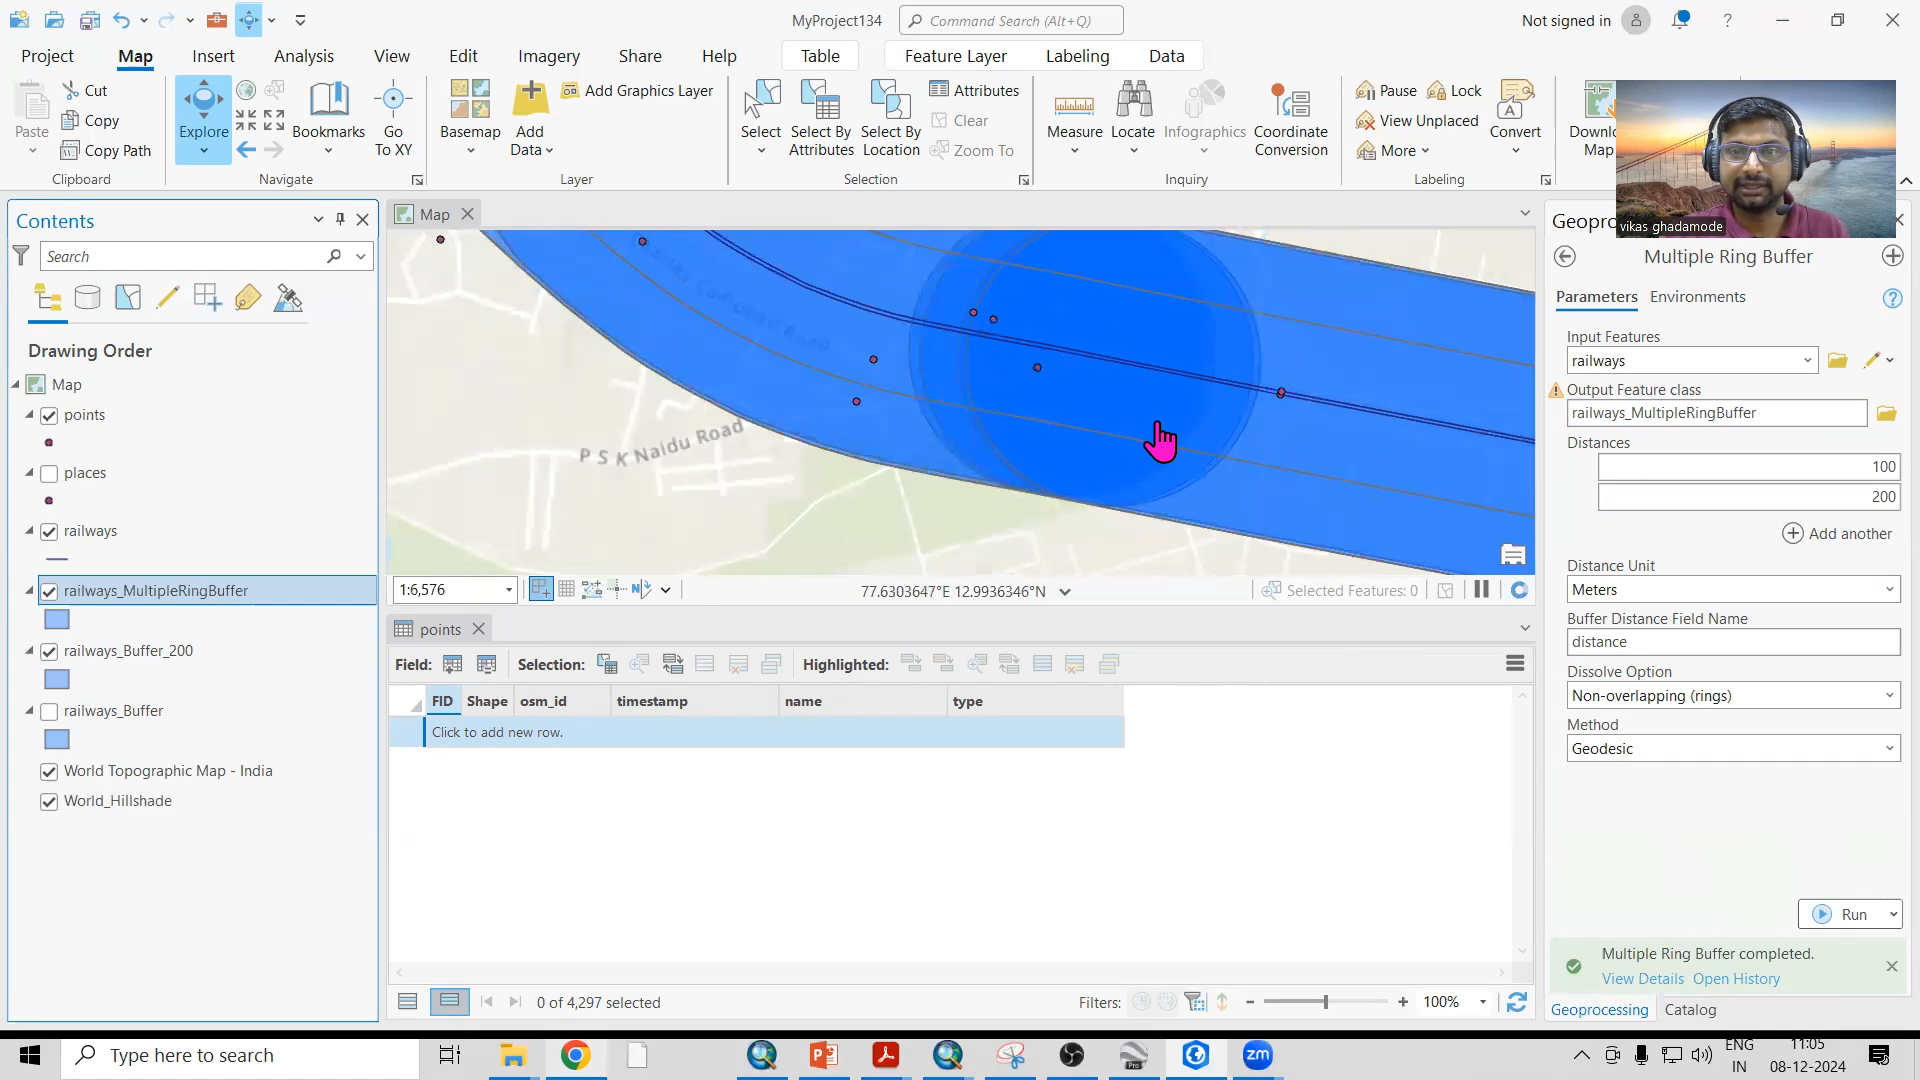 MyProject134
Command Search (Alt+Q)
Not signed in
Project
Map
Insert
Analysis
View
Edit
Imagery
Share
Help
Table
Feature Layer
Labeling
Data
Paste
Cut
Copy
Copy Path
Clipboard
Explore
Bookmarks
Go To XY
Navigate
Basemap
Add Data
Add Graphics Layer
Layer
Select
Select By Attributes
Select By Location
Attributes
Clear
Zoom To
Selection
Measure
Locate
Infographics
Coordinate Conversion
Inquiry
Pause
Lock
View Unplaced
More
Convert
Labeling
Map
vikas ghadamode
Contents
Search
Drawing Order
Map
points
places
railways
railways_MultipleRingBuffer
railways_Buffer_200
railways_Buffer
World Topographic Map - India
World_Hillshade
Map
P S K Naidu Road
1:6,576
77.6303647°E 12.9936346°N
Selected Features: 0
points
Field:
Selection:
Highlighted:
FID Shape osm_id timestamp name type
Click to add new row.
0 of 4,297 selected
Filters:
100%
Multiple Ring Buffer
Parameters Environments
Input Features
railways
Output Feature class
railways_MultipleRingBuffer
Distances
100
200
Add another
Distance Unit
Meters
Buffer Distance Field Name
distance
Dissolve Option
Non-overlapping (rings)
Method
Geodesic
Run
Multiple Ring Buffer completed.
View Details Open History
Geoprocessing Catalog
Type here to search
zm
ENG
IN
11:05
08-12-2024